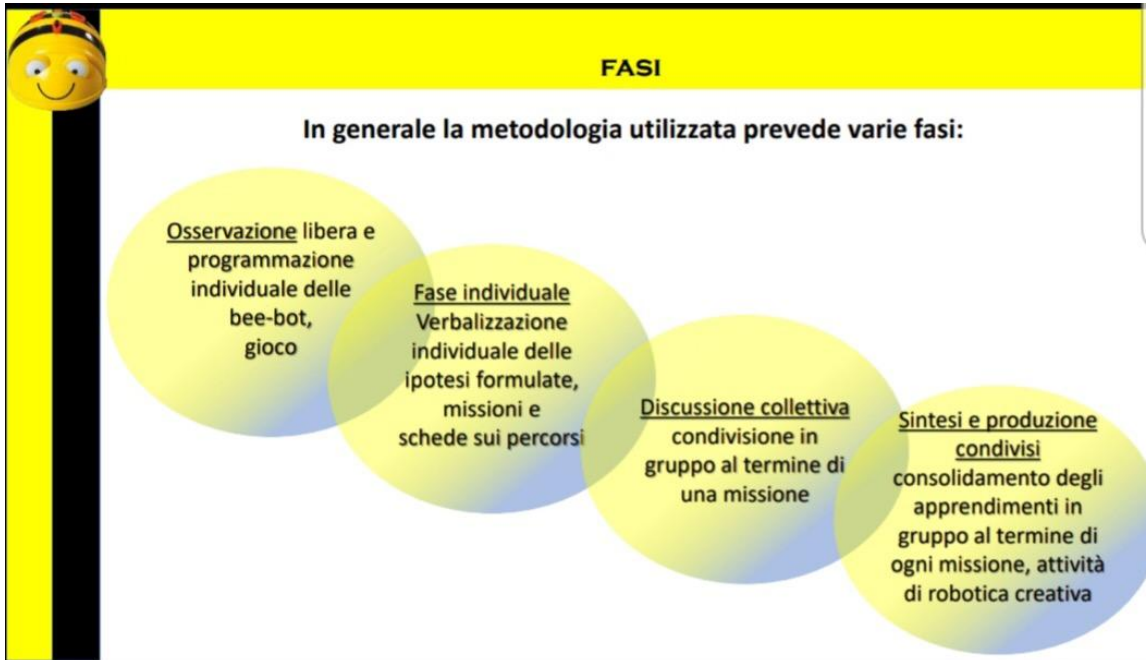 FASI
In generale la metodologia utilizzata prevede varie fasi:
Osservazione libera e
programmazione
individuale delle
bee-bot,
gioco
Fase individuale
Verbalizzazione
individuale delle
ipotesi formulate,
missioni e
schede sui percorsi
Discussione collettiva
condivisione in
gruppo al termine di
una missione
Sintesi e produzione
condivisi
consolidamento degli
apprendimenti in
gruppo al termine di
ogni missione, attività
di robotica creativa